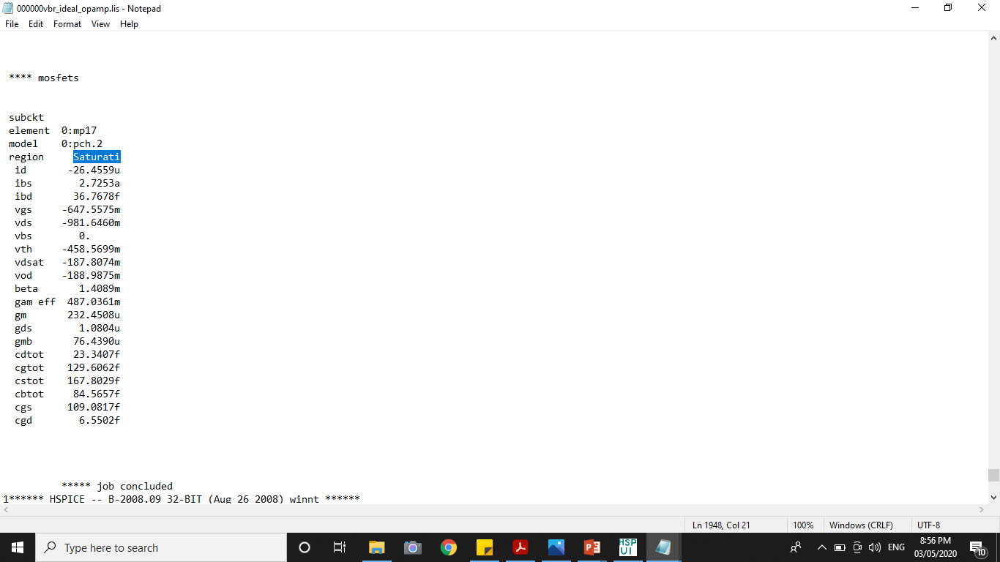 000000vbr_ideal_opamp.lis - Notepad
File Edit Format View Help
**** mosfets
subckt
element 0:mp17
model 0:pch.2
region Saturati
id -26.4559u
ibs 2.7253a
ibd 36.7678f
vgs -647.5575m
vds -981.6460m
vbs 0.
vth -458.5699m
vdsat -187.8074m
vod -188.9875m
beta 1.4089m
gam eff 487.0361m
gm 232.4508u
gds 1.0804u
gmb 76.4390u
cdtot 23.3407f
cgtot 129.6062f
cstot 167.8029f
cbtot 84.5657f
cgs 109.0817f
cgd 6.5502f
***** job concluded
1****** HSPICE -- B-2008.09 32-BIT (Aug 26 2008) winnt ******
Ln 1948, Col 21 100% Windows (CRLF) UTF-8
Type here to search
HSP
UI
ENG
8:56 PM
03/05/2020
10